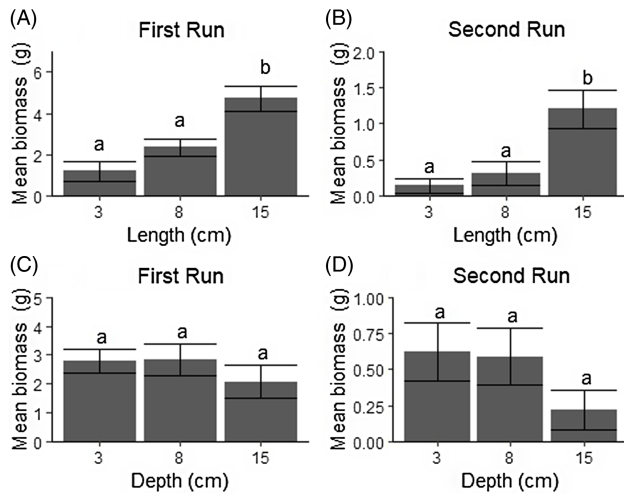 (A)
First Run
Mean biomass (g)
6
4
2
0
a
a
b
3 8 15
Length (cm)
(B)
Second Run
Mean biomass (g)
2.0
1.5
1.0
0.5
0.0
a
a
b
3 8 15
Length (cm)
(C)
First Run
Mean biomass (g)
5
4
3
2
1
0
a
a
a
3 8 15
Depth (cm)
(D)
Second Run
Mean biomass (g)
1.00
0.75
0.50
0.25
0.00
a
a
a
3 8 15
Depth (cm)